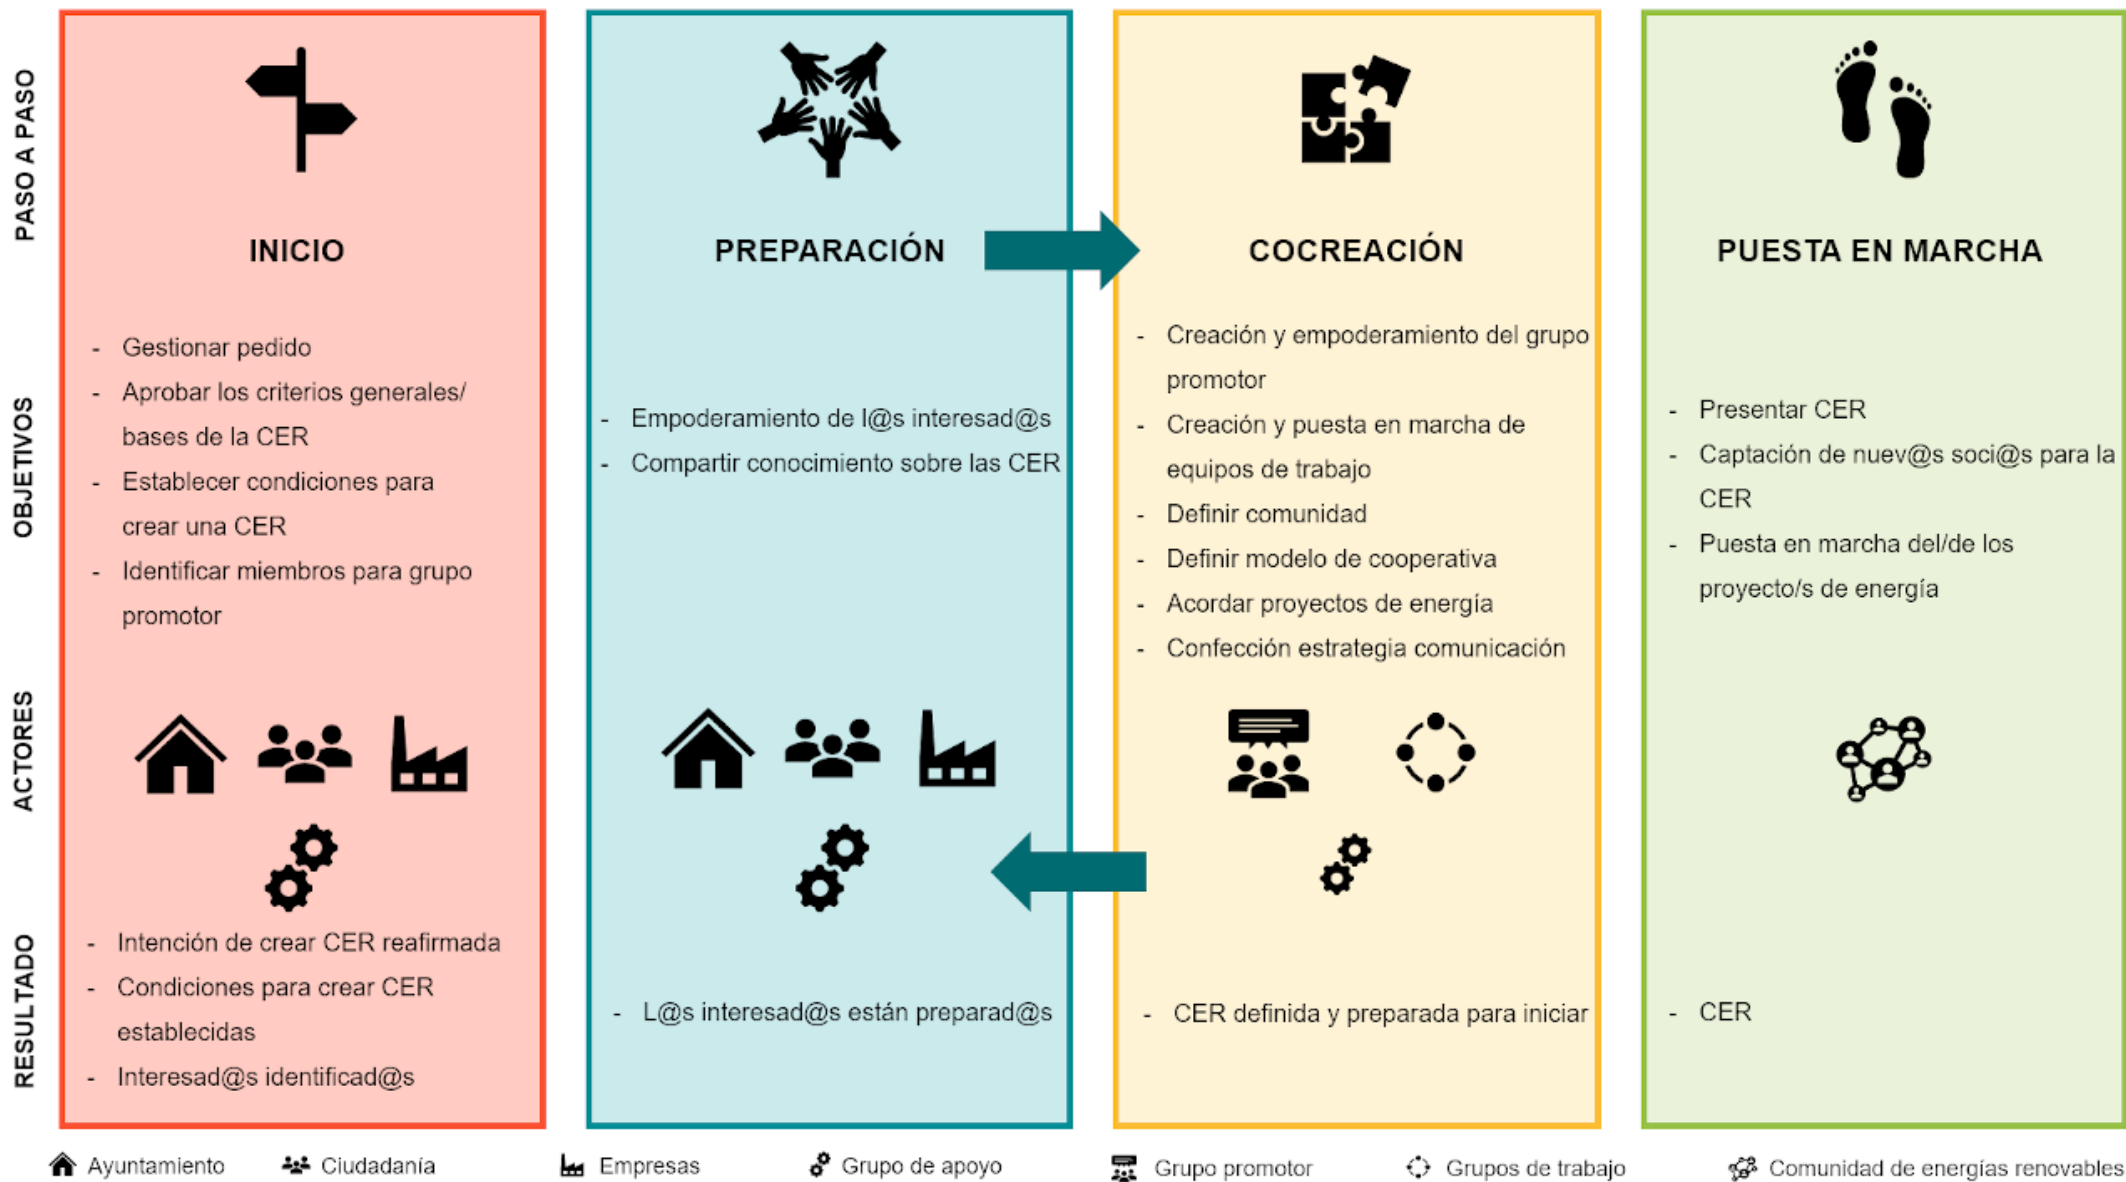 PASO A PASO
INICIO
PREPARACIÓN
COCREACIÓN
PUESTA EN MARCHA
OBJETIVOS
- Gestionar pedido
- Aprobar los criterios generales/
bases de la CER
- Establecer condiciones para
crear una CER
- Identificar miembros para grupo
promotor
- Empoderamiento de l@s interesad@s
- Compartir conocimiento sobre las CER
- Creación y empoderamiento del grupo
promotor
- Creación y puesta en marcha de
equipos de trabajo
- Definir comunidad
- Definir modelo de cooperativa
- Acordar proyectos de energía
- Confección estrategia comunicación
- Presentar CER
- Captación de nuev@s soci@s para la
CER
- Puesta en marcha del/de los
proyecto/s de energía
ACTORES
RESULTADO
- Intención de crear CER reafirmada
- Condiciones para crear CER
establecidas
- Interesad@s identificad@s
- L@s interesad@s están preparad@s
- CER definida y preparada para iniciar
- CER
Ayuntamiento
Ciudadanía
Empresas
Grupo de apoyo
Grupo promotor
Grupos de trabajo
Comunidad de energías renovables